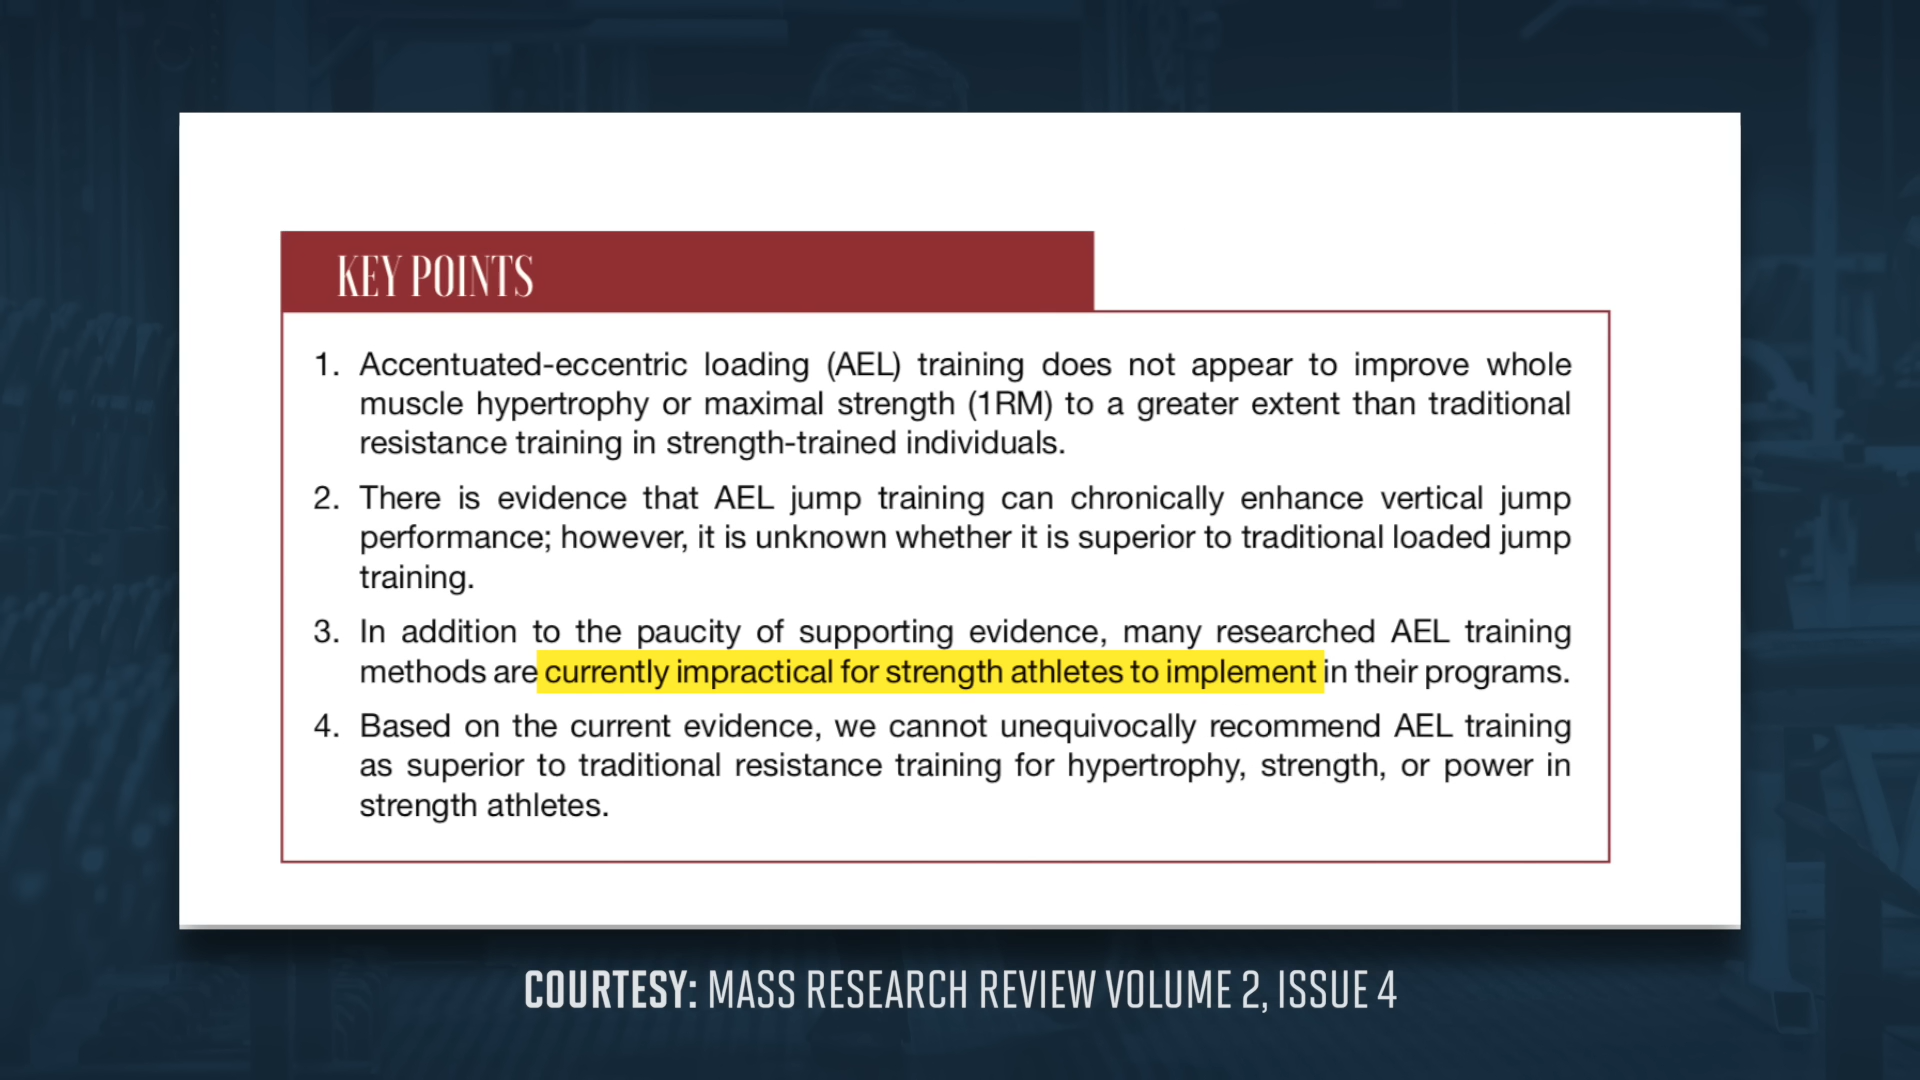 KEY POINTS
1. Accentuated-eccentric loading (AEL) training does not appear to improve whole
muscle hypertrophy or maximal strength (1RM) to a greater extent than traditional
resistance training in strength-trained individuals.
2. There is evidence that AEL jump training can chronically enhance vertical jump
performance; however, it is unknown whether it is superior to traditional loaded jump
training.
3. In addition to the paucity of supporting evidence, many researched AEL training
methods are currently impractical for strength athletes to implement in their programs.
4. Based on the current evidence, we cannot unequivocally recommend AEL training
as superior to traditional resistance training for hypertrophy, strength, or power in
strength athletes.
COURTESY: MASS RESEARCH REVIEW VOLUME 2, ISSUE 4